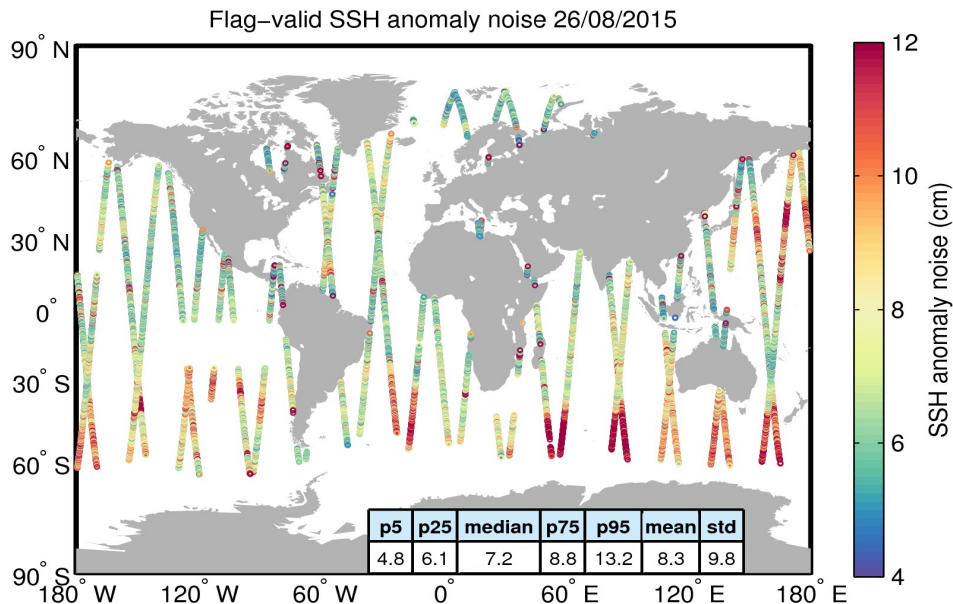 Flag−valid SSH anomaly noise 26/08/2015
90° N
60° N
30° N
0°
30° S
60° S
90° S
180° W
120° W
60° W
0°
60° E
120° E
180° E
p5 p25 median p75 p95 mean std
4.8 6.1 7.2 8.8 13.2 8.3 9.8
12
10
8
6
4
SSH anomaly noise (cm)